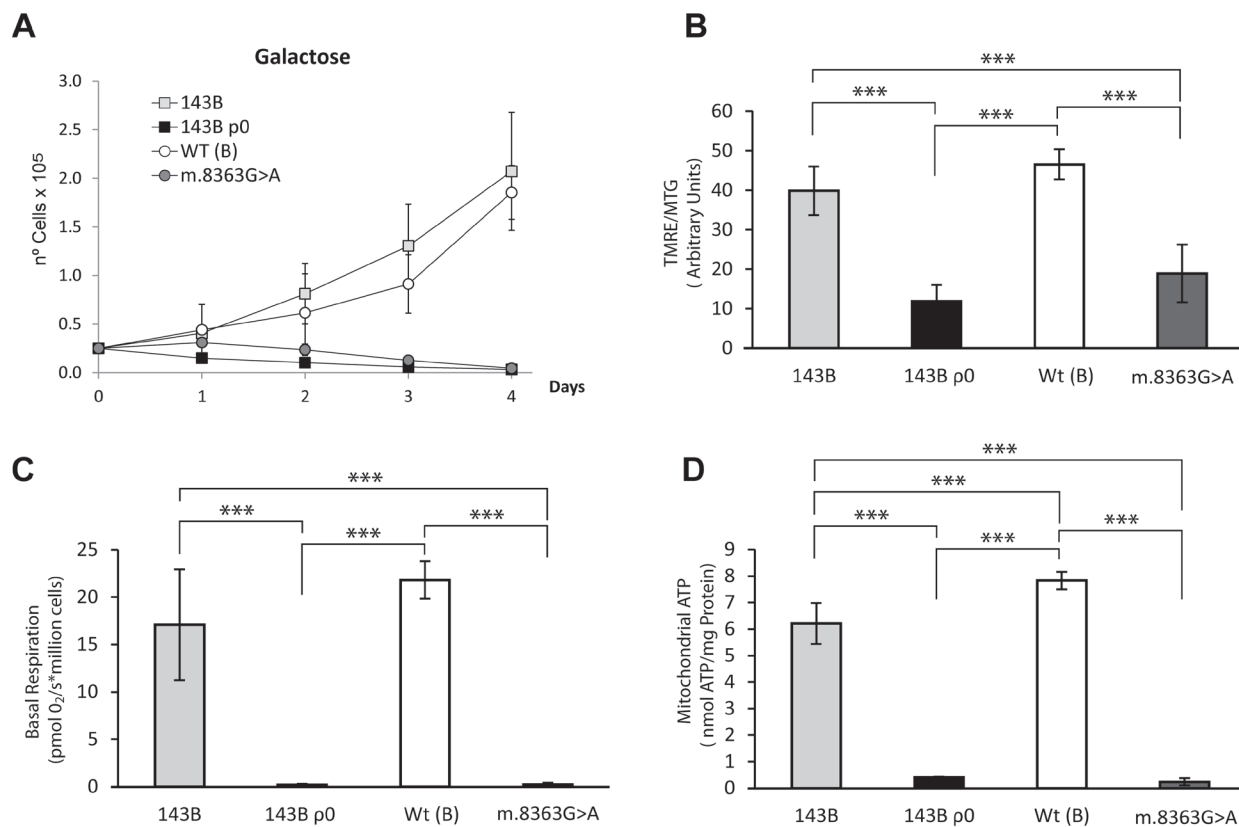 A
Galactose
nº Cells x 10⁵
3.0
2.5
2.0
1.5
1.0
0.5
0.0
143B
143B p0
WT (B)
m.8363G>A
0 1 2 3 4 Days
B
***
*** *** ***
TMRE/MTG
( Arbitrary Units)
60
50
40
30
20
10
0
143B 143B ρ0 Wt (B) m.8363G>A
C
***
*** *** ***
Basal Respiration
(pmol 0₂/s*million cells)
25
20
15
10
5
0
143B 143B ρ0 Wt (B) m.8363G>A
D
***
***
*** *** ***
Mitochondrial ATP
( nmol ATP/mg Protein)
9
8
7
6
5
4
3
2
1
0
143B 143B ρ0 Wt (B) m.8363G>A